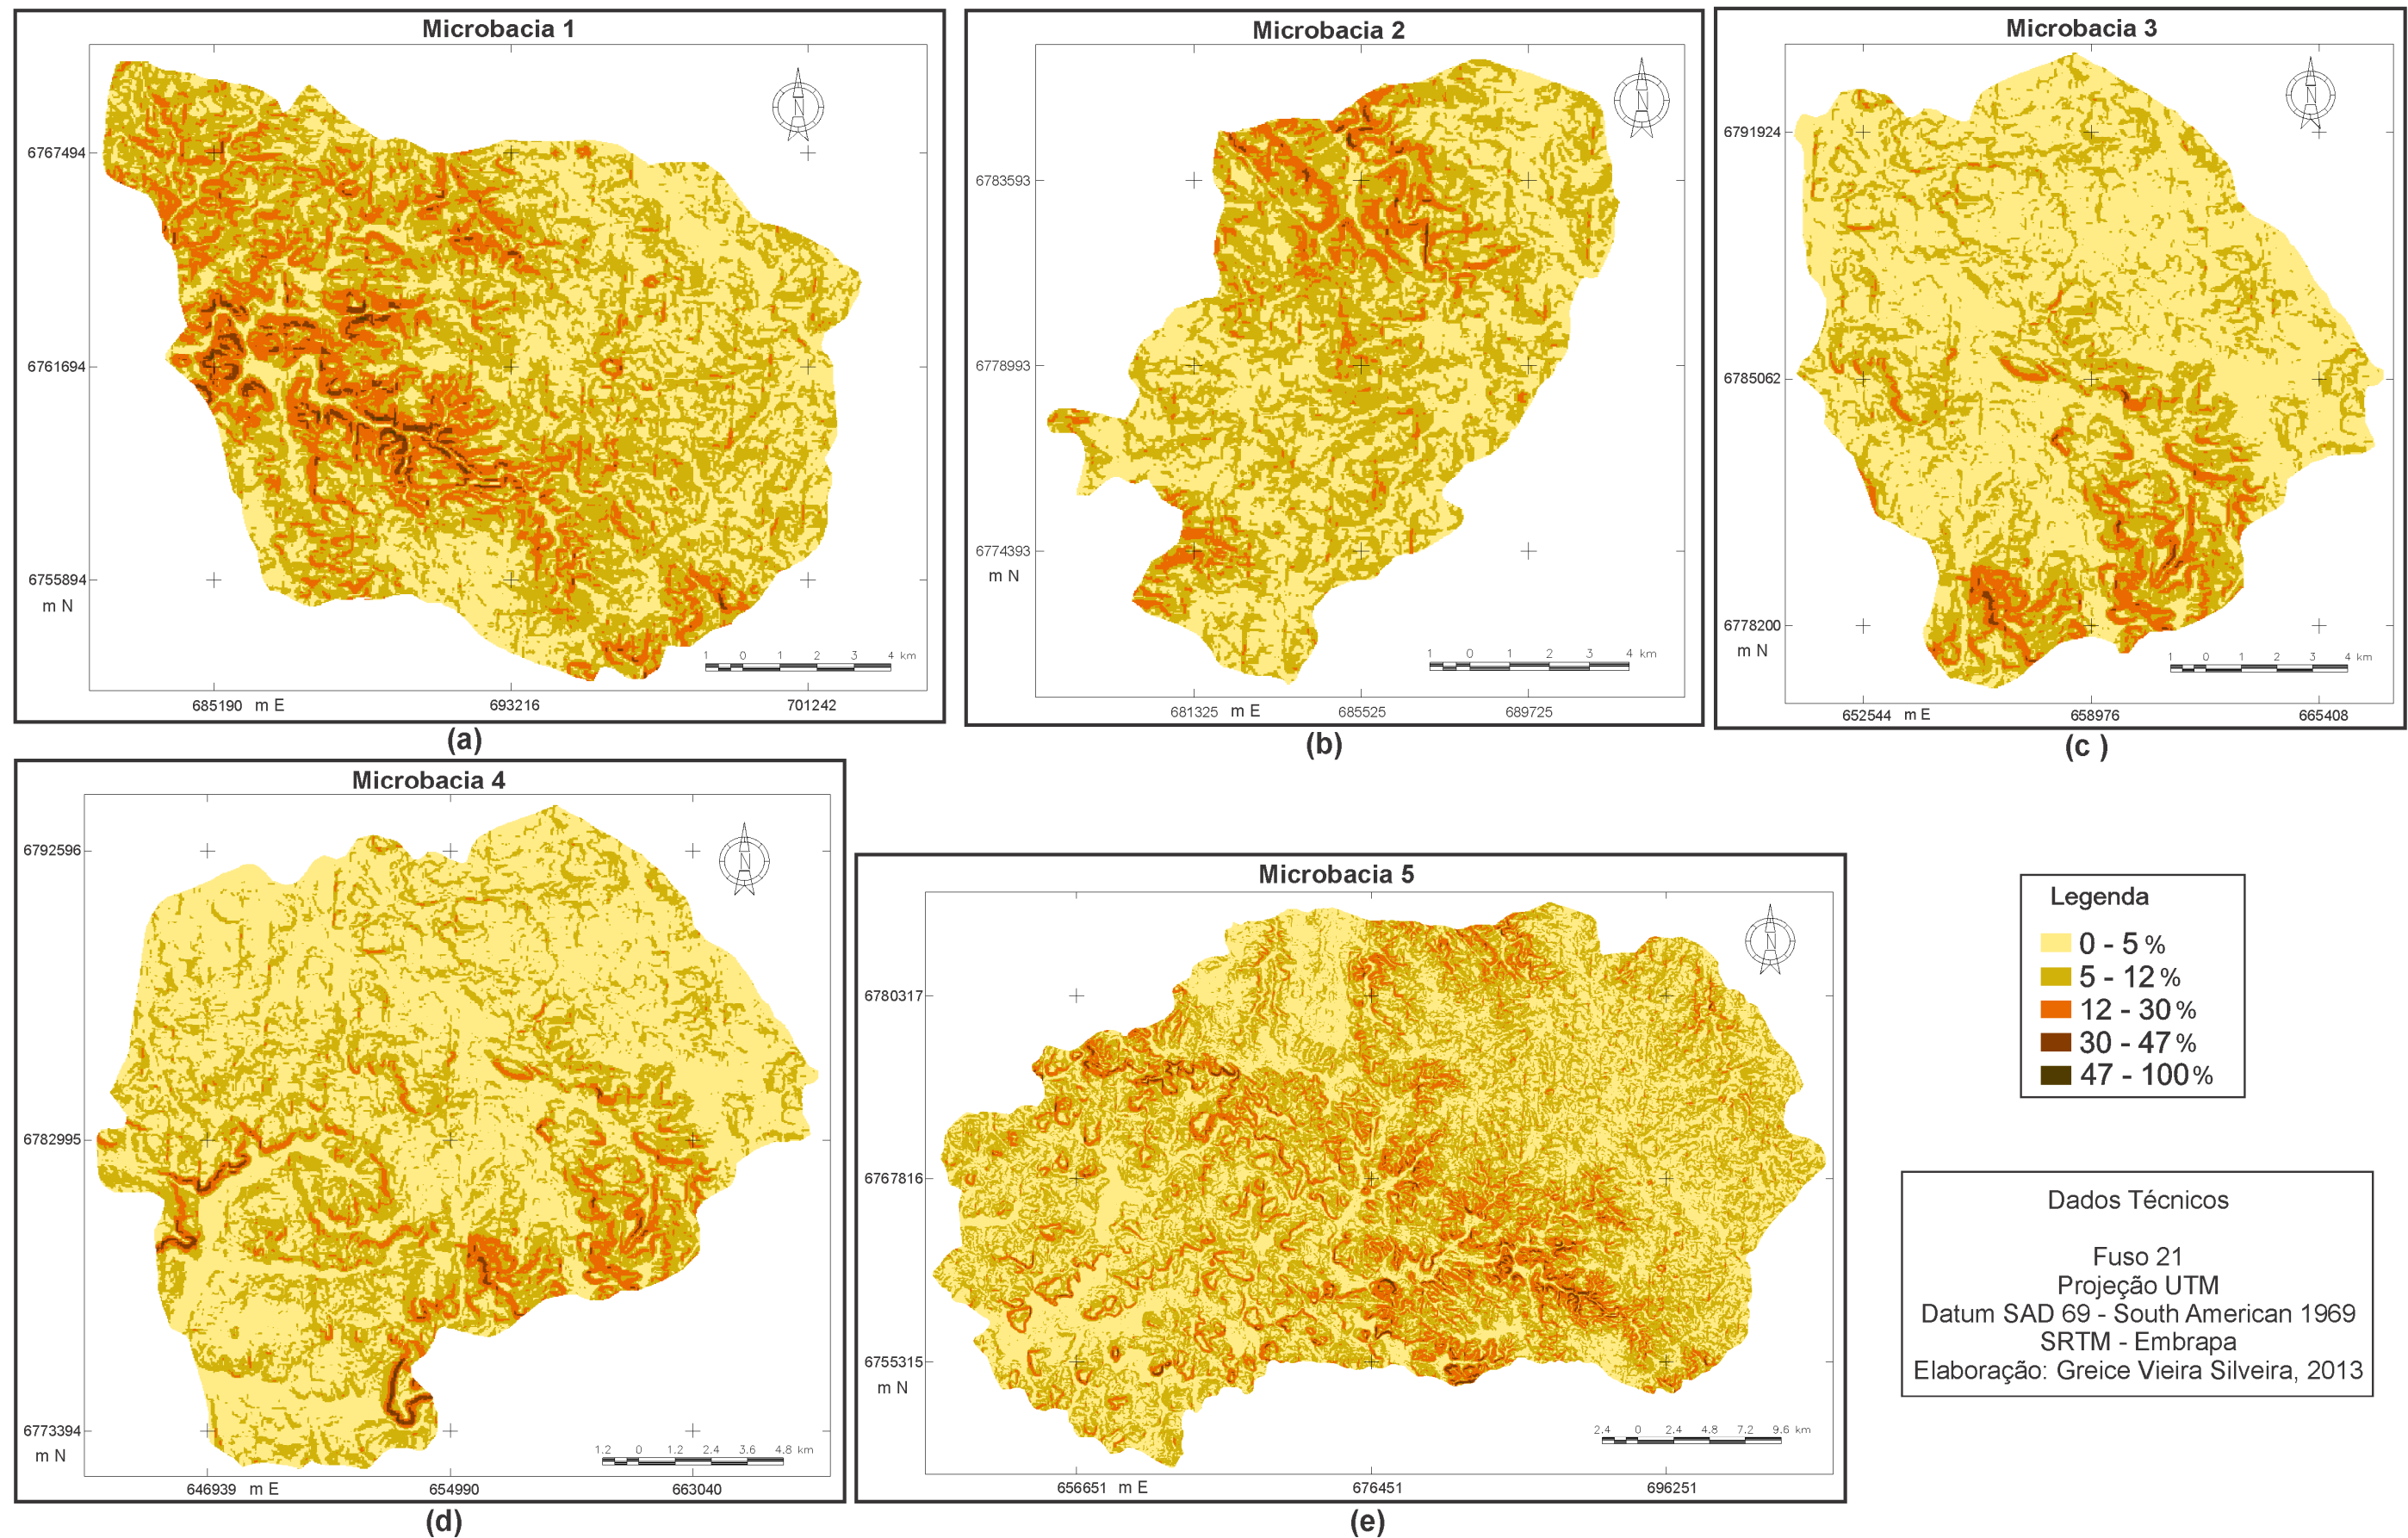 Microbacia 1
N
6767494
6761694
6755894
m N
1 0 1 2 3 4 km
685190 m E 693216 701242
(a)
Microbacia 2
N
6783593
6778993
6774393
m N
1 0 1 2 3 4 km
681325 m E 685525 689725
(b)
Microbacia 3
N
6791924
6785062
6778200
m N
1 0 1 2 3 4 km
652544 m E 658976 665408
(c )
Microbacia 4
N
6792596
6782995
6773394
m N
1.2 0 1.2 2.4 3.6 4.8 km
646939 m E 654990 663040
(d)
Microbacia 5
N
6780317
6767816
6755315
m N
2.4 0 2.4 4.8 7.2 9.6 km
656651 m E 676451 696251
(e)
Legenda
0 - 5 %
5 - 12 %
12 - 30 %
30 - 47 %
47 - 100 %
Dados Técnicos
Fuso 21
Projeção UTM
Datum SAD 69 - South American 1969
SRTM - Embrapa
Elaboração: Greice Vieira Silveira, 2013